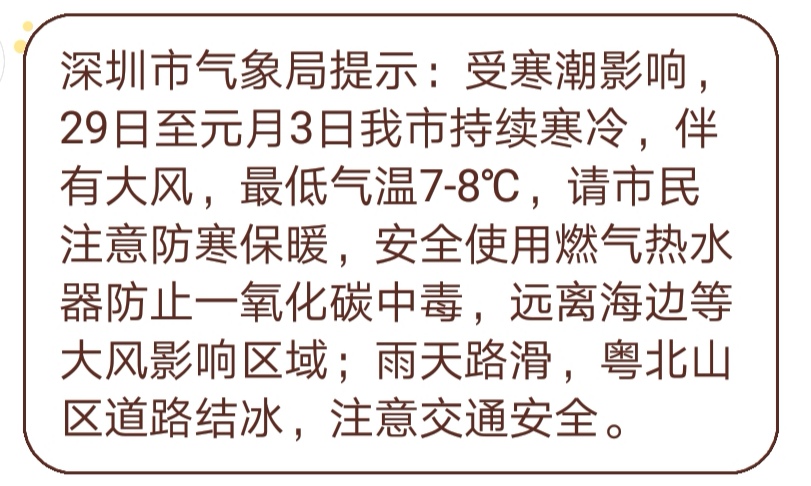 深圳市气象局提示：受寒潮影响，
29日至元月3日我市持续寒冷，伴
有大风，最低气温7-8℃，请市民
注意防寒保暖，安全使用燃气热水
器防止一氧化碳中毒，远离海边等
大风影响区域；雨天路滑，粤北山
区道路结冰，注意交通安全。